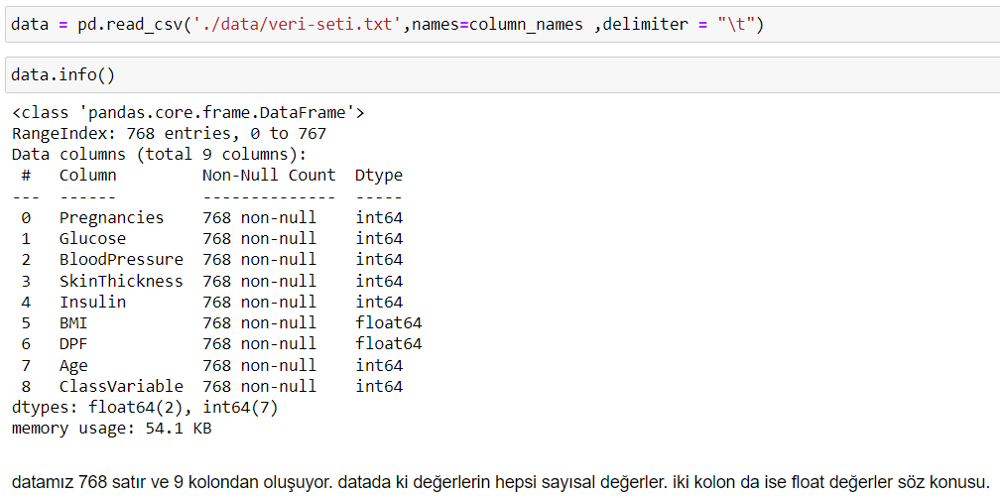 data = pd.read_csv('./data/veri-seti.txt',names=column_names ,delimiter = "\t")
data.info()
<class 'pandas.core.frame.DataFrame'>
RangeIndex: 768 entries, 0 to 767
Data columns (total 9 columns):
 #   Column         Non-Null Count  Dtype
---  ------         --------------  -----
 0   Pregnancies    768 non-null    int64
 1   Glucose        768 non-null    int64
 2   BloodPressure  768 non-null    int64
 3   SkinThickness  768 non-null    int64
 4   Insulin        768 non-null    int64
 5   BMI            768 non-null    float64
 6   DPF            768 non-null    float64
 7   Age            768 non-null    int64
 8   ClassVariable  768 non-null    int64
dtypes: float64(2), int64(7)
memory usage: 54.1 KB
datamız 768 satır ve 9 kolondan oluşuyor. datada ki değerlerin hepsi sayısal değerler. iki kolon da ise float değerler söz konusu.